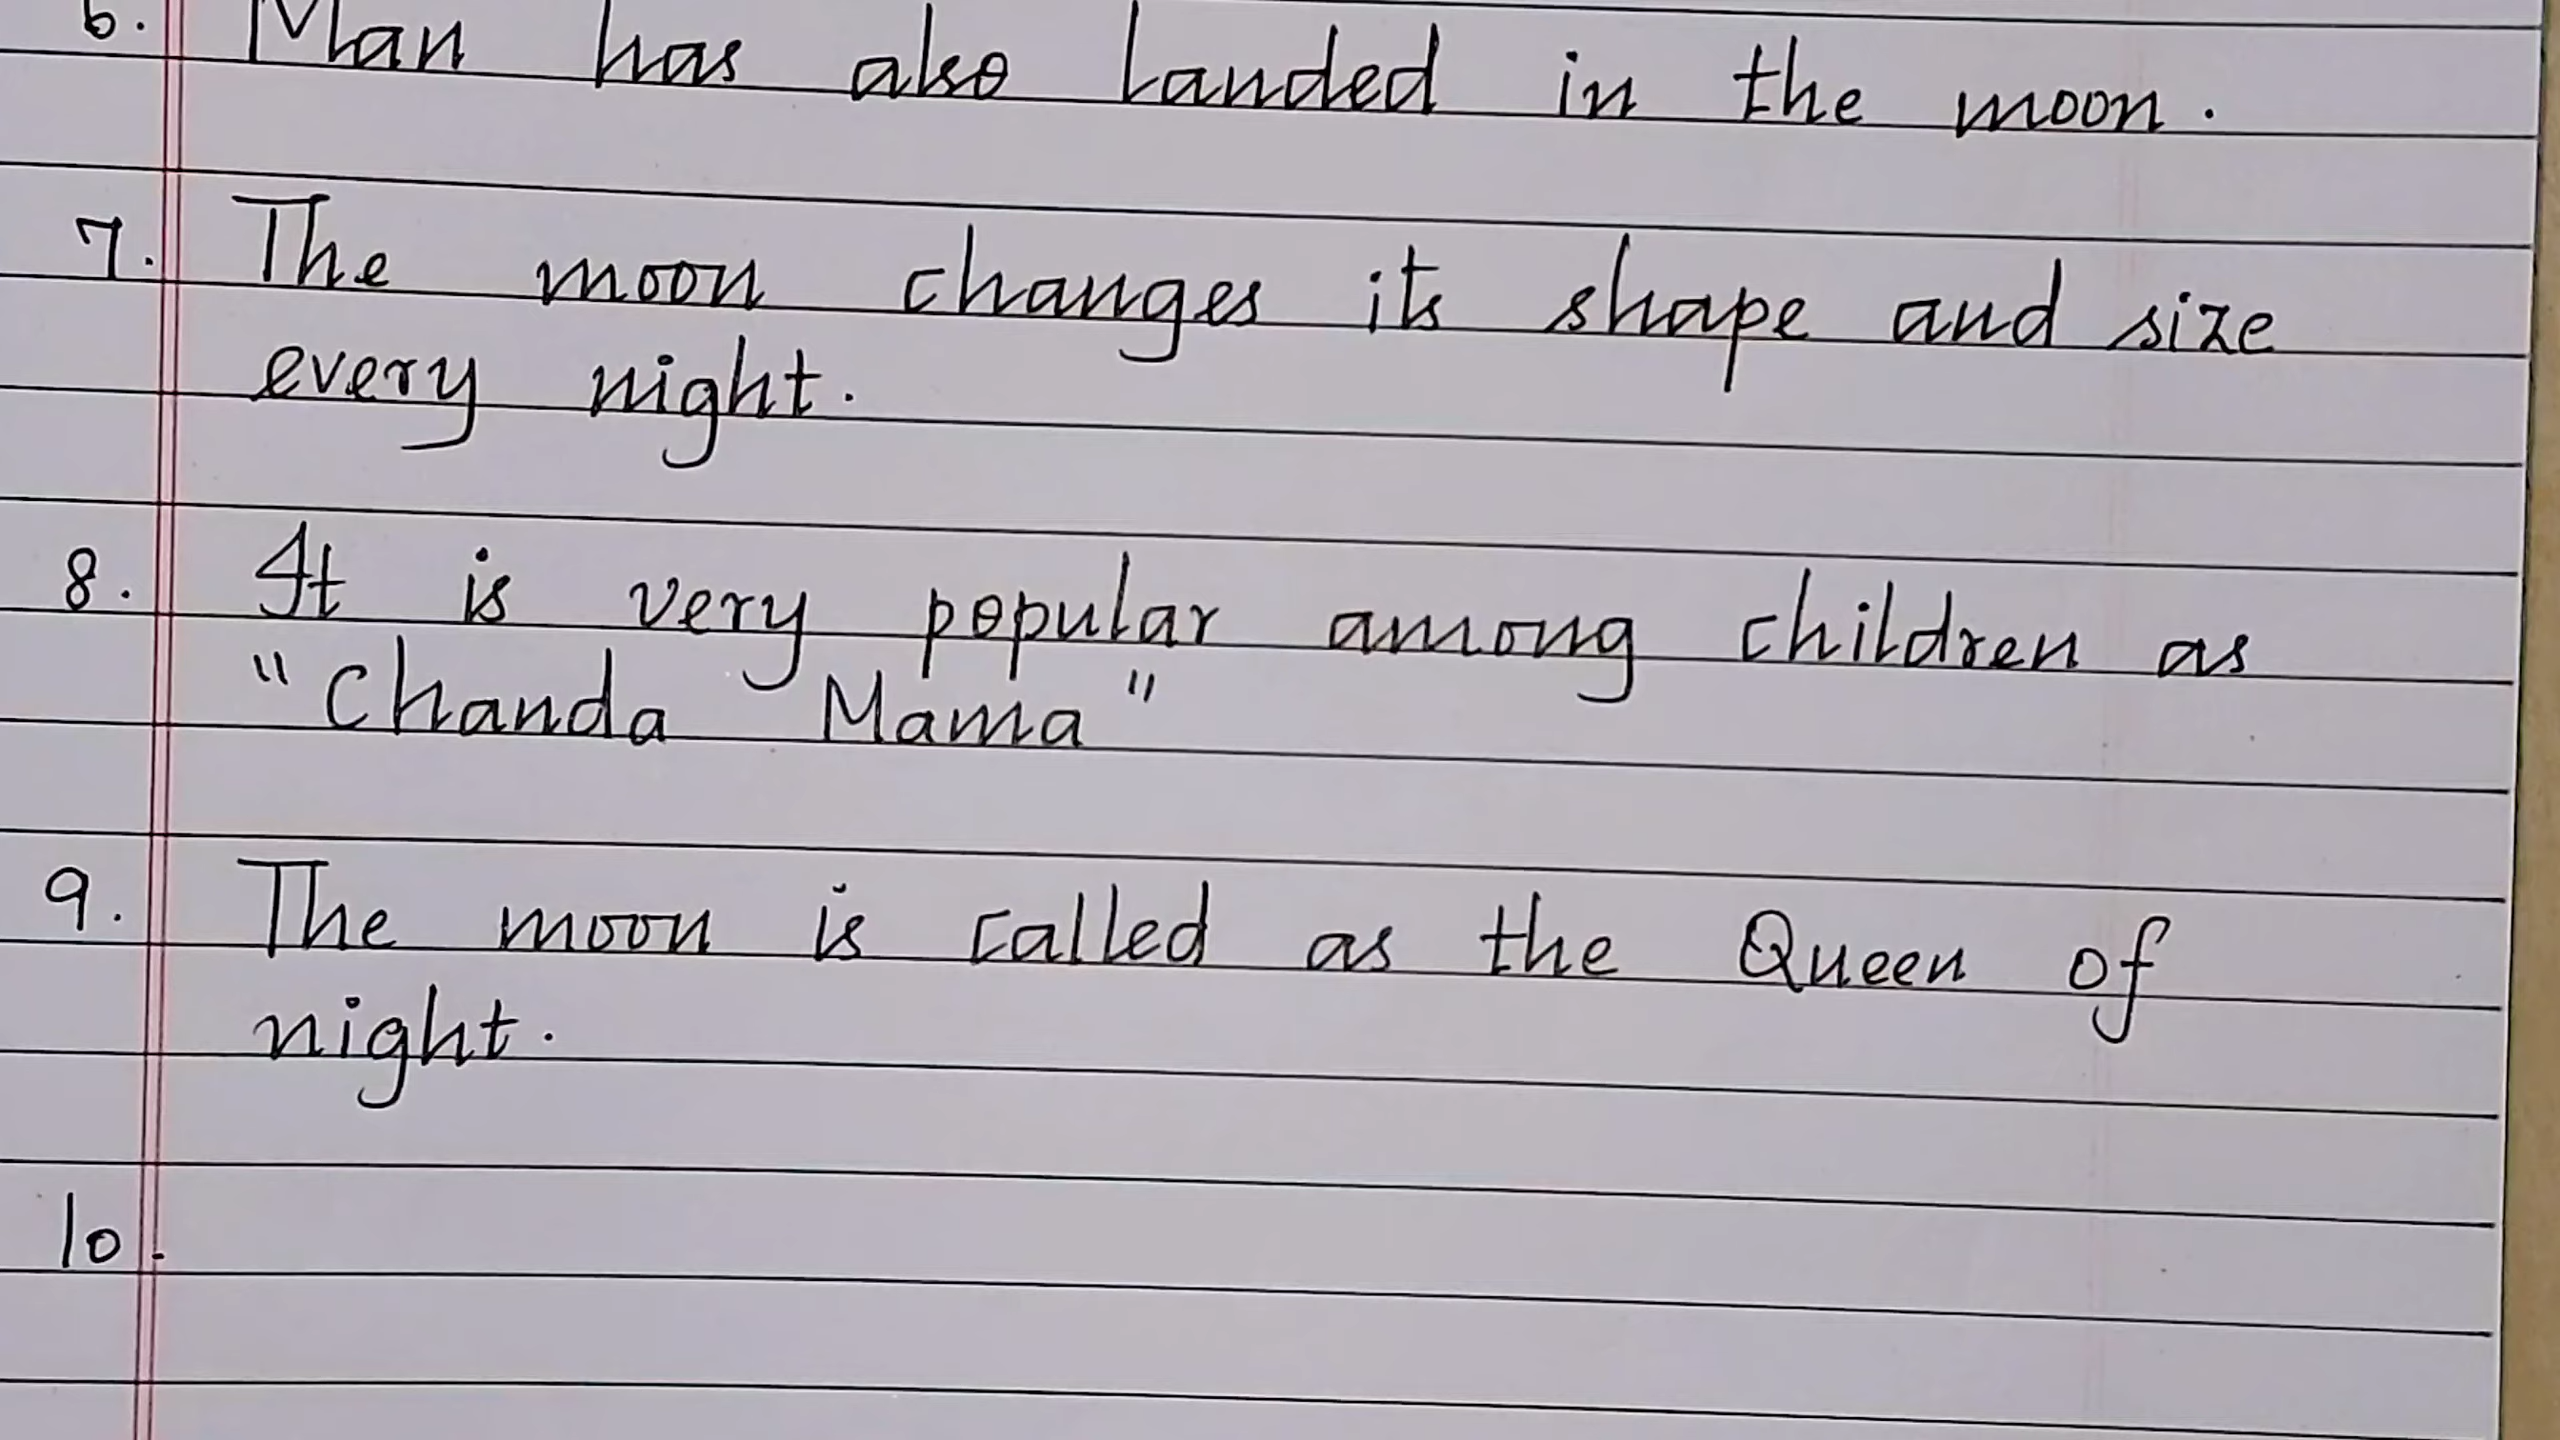 6. Man has also landed in the moon.
7. The moon changes its shape and size
every night.
8. It is very popular among children as
"Chanda Mama"
9. The moon is called as the Queen of
night.
10.